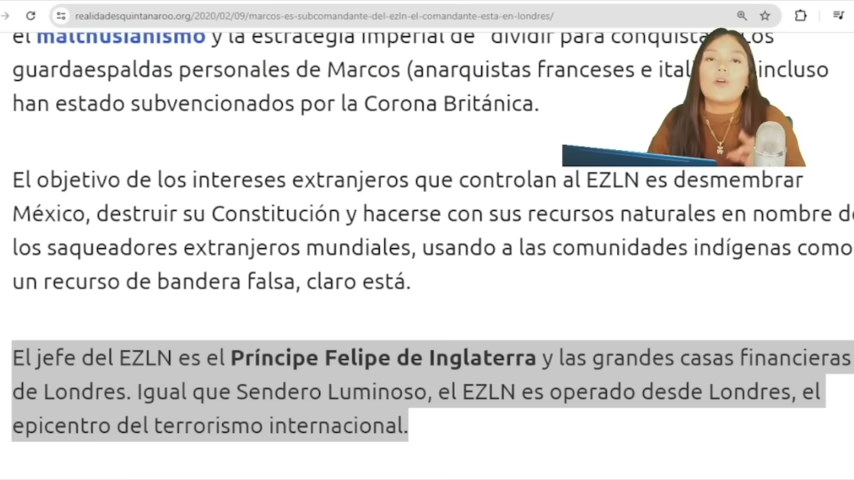 realidadesquintanaroo.org/2020/02/09/marcos-es-subcomandante-del-ezln-el-comandante-esta-en-londres/
el malthusianismo y la estrategia imperial de "dividir para
guardaespaldas personales de Marcos (anarquistas franceses e incluso
han estado subvencionados por la Corona Británica.
El objetivo de los intereses extranjeros que controlan al EZLN es desmembrar
México, destruir su Constitución y hacerse con sus recursos naturales en nombre de
los saqueadores extranjeros mundiales, usando a las comunidades indígenas como
un recurso de bandera falsa, claro está.
El jefe del EZLN es el Príncipe Felipe de Inglaterra y las grandes casas financieras
de Londres. Igual que Sendero Luminoso, el EZLN es operado desde Londres, el
epicentro del terrorismo internacional.